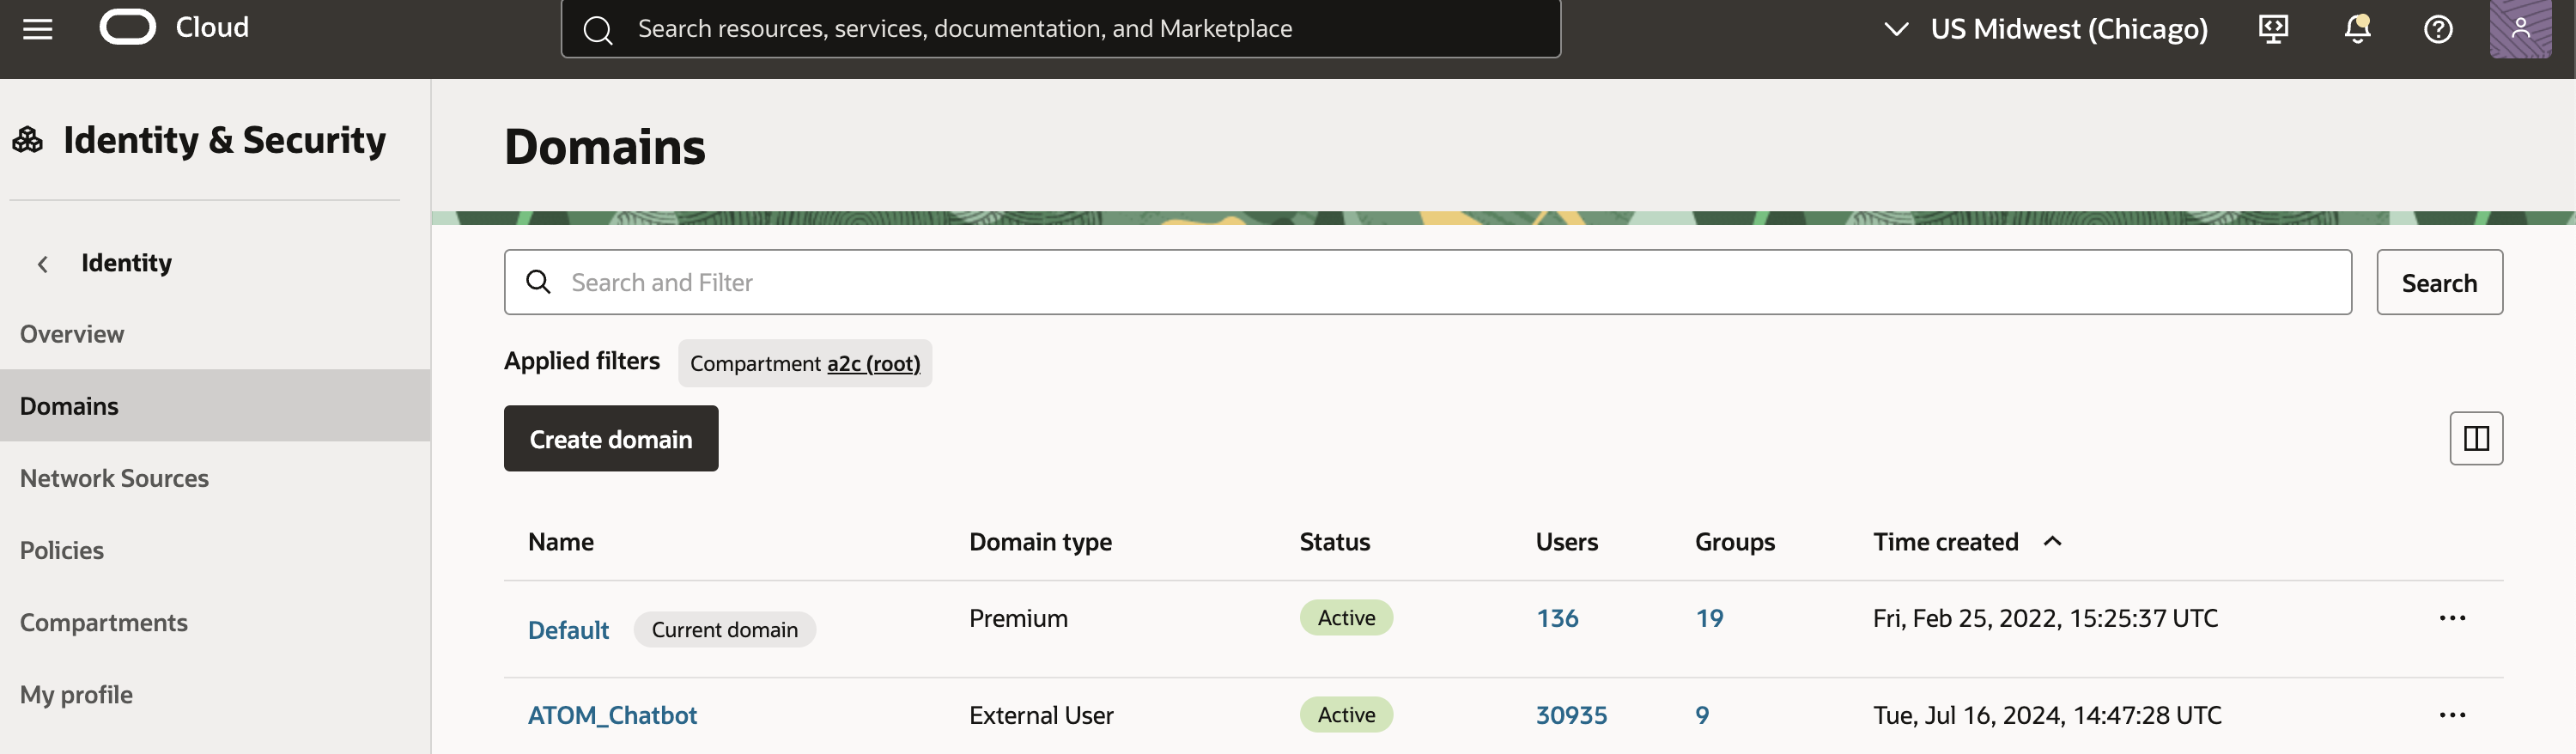 Cloud
Search resources, services, documentation, and Marketplace
US Midwest (Chicago)
Identity & Security
Identity
Overview
Domains
Network Sources
Policies
Compartments
My profile
Domains
Search and Filter
Search
Applied filters Compartment a2c (root)
Create domain
Name Domain type Status Users Groups Time created
Default Current domain Premium Active 136 19 Fri, Feb 25, 2022, 15:25:37 UTC
ATOM_Chatbot External User Active 30935 9 Tue, Jul 16, 2024, 14:47:28 UTC